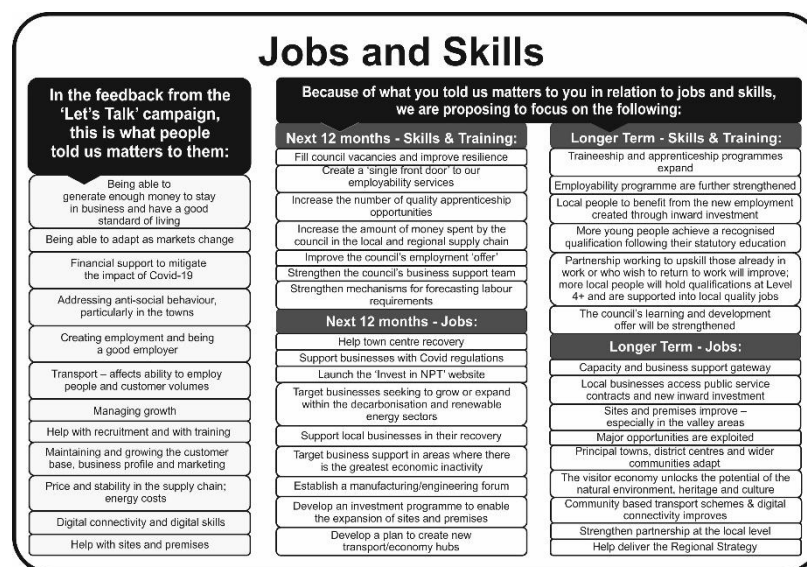 Jobs and Skills
In the feedback from the
‘Let’s Talk’ campaign,
this is what people
told us matters to them:
Being able to
generate enough money to stay
in business and have a good
standard of living
Being able to adapt as markets change
Financial support to mitigate
the impact of Covid-19
Addressing anti-social behaviour,
particularly in the towns
Creating employment and being
a good employer
Transport – affects ability to employ
people and customer volumes
Managing growth
Help with recruitment and with training
Maintaining and growing the customer
base, business profile and marketing
Price and stability in the supply chain;
energy costs
Digital connectivity and digital skills
Help with sites and premises
Because of what you told us matters to you in relation to jobs and skills,
we are proposing to focus on the following:
Next 12 months - Skills & Training:
Fill council vacancies and improve resilience
Create a ‘single front door’ to our
employability services
Increase the number of quality apprenticeship
opportunities
Increase the amount of money spent by the
council in the local and regional supply chain
Improve the council’s employment ‘offer’
Strengthen the council’s business support team
Strengthen mechanisms for forecasting labour
requirements
Next 12 months - Jobs:
Help town centre recovery
Support businesses with Covid regulations
Launch the ‘Invest in NPT’ website
Target businesses seeking to grow or expand
within the decarbonisation and renewable
energy sectors
Support local businesses in their recovery
Target business support in areas where there
is the greatest economic inactivity
Establish a manufacturing/engineering forum
Develop an investment programme to enable
the expansion of sites and premises
Develop a plan to create new
transport/economy hubs
Longer Term - Skills & Training:
Traineeship and apprenticeship programmes
expand
Employability programme are further strengthened
Local people to benefit from the new employment
created through inward investment
More young people achieve a recognised
qualification following their statutory education
Partnership working to upskill those already in
work or who wish to return to work will improve;
more local people will hold qualifications at Level
4+ and are supported into local quality jobs
The council’s learning and development
offer will be strengthened
Longer Term - Jobs:
Capacity and business support gateway
Local businesses access public service
contracts and new inward investment
Sites and premises improve –
especially in the valley areas
Major opportunities are exploited
Principal towns, district centres and wider
communities adapt
The visitor economy unlocks the potential of the
natural environment, heritage and culture
Community based transport schemes & digital
connectivity improves
Strengthen partnership at the local level
Help deliver the Regional Strategy